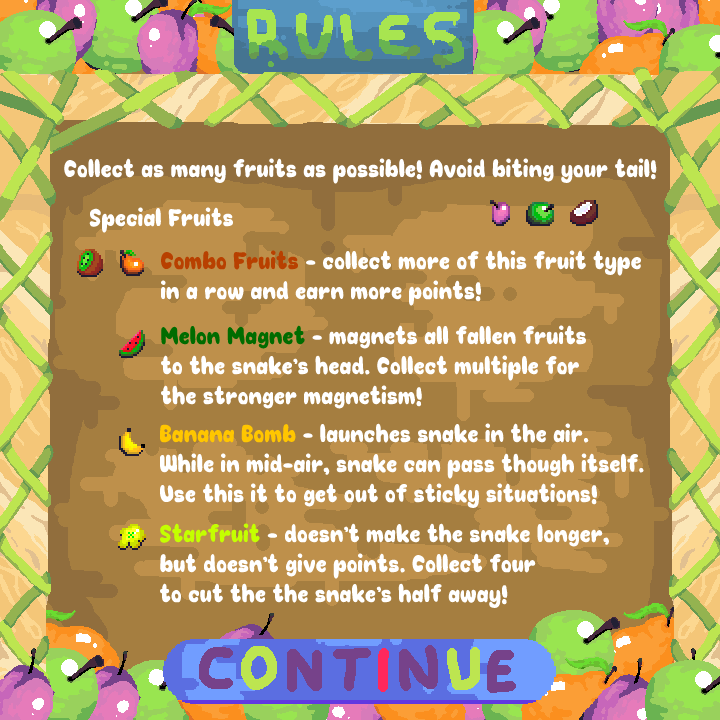 RULES
Collect as many fruits as possible! Avoid biting your tail!
Special Fruits
Combo Fruits - collect more of this fruit type
in a row and earn more points!
Melon Magnet - magnets all fallen fruits
to the snake's head. Collect multiple for
the stronger magnetism!
Banana Bomb - launches snake in the air.
While in mid-air, snake can pass though itself.
Use this it to get out of sticky situations!
Starfruit - doesn't make the snake longer,
but doesn't give points. Collect four
to cut the the snake's half away!
CONTINUE